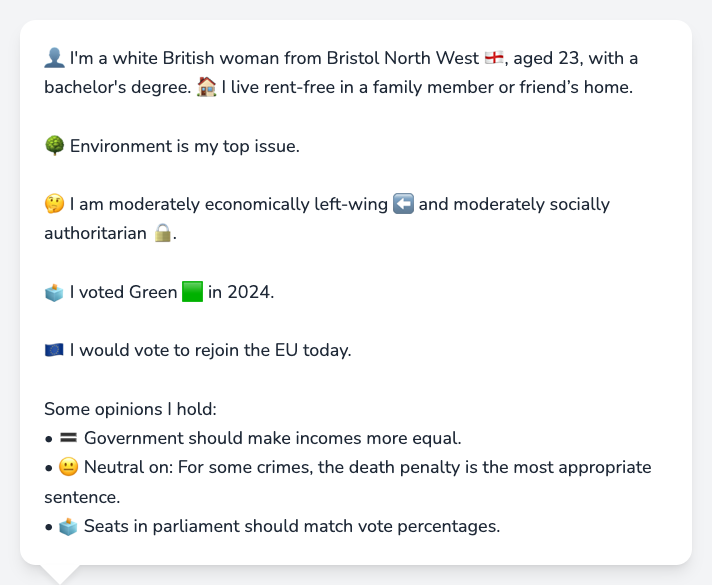 👤 I'm a white British woman from Bristol North West 🏴󠁧󠁢󠁥󠁮󠁧󠁿, aged 23, with a
bachelor's degree. 🏠 I live rent-free in a family member or friend’s home.
🌳 Environment is my top issue.
🤔 I am moderately economically left-wing ⬅️ and moderately socially
authoritarian 🔒.
🗳️ I voted Green 🟩 in 2024.
🇪🇺 I would vote to rejoin the EU today.
Some opinions I hold:
• 🟰 Government should make incomes more equal.
• 😐 Neutral on: For some crimes, the death penalty is the most appropriate
sentence.
• 🗳️ Seats in parliament should match vote percentages.